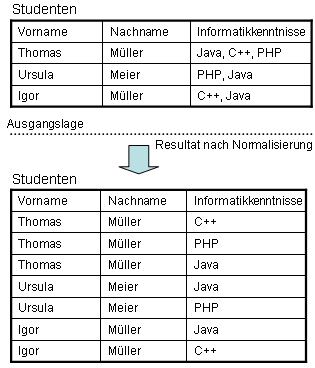 Studenten
Vorname Nachname Informatikkenntnisse
Thomas Müller Java, C++, PHP
Ursula Meier PHP, Java
Igor Müller C++, Java
Ausgangslage
Resultat nach Normalisierung
Studenten
Vorname Nachname Informatikkenntnisse
Thomas Müller C++
Thomas Müller PHP
Thomas Müller Java
Ursula Meier Java
Ursula Meier PHP
Igor Müller Java
Igor Müller C++